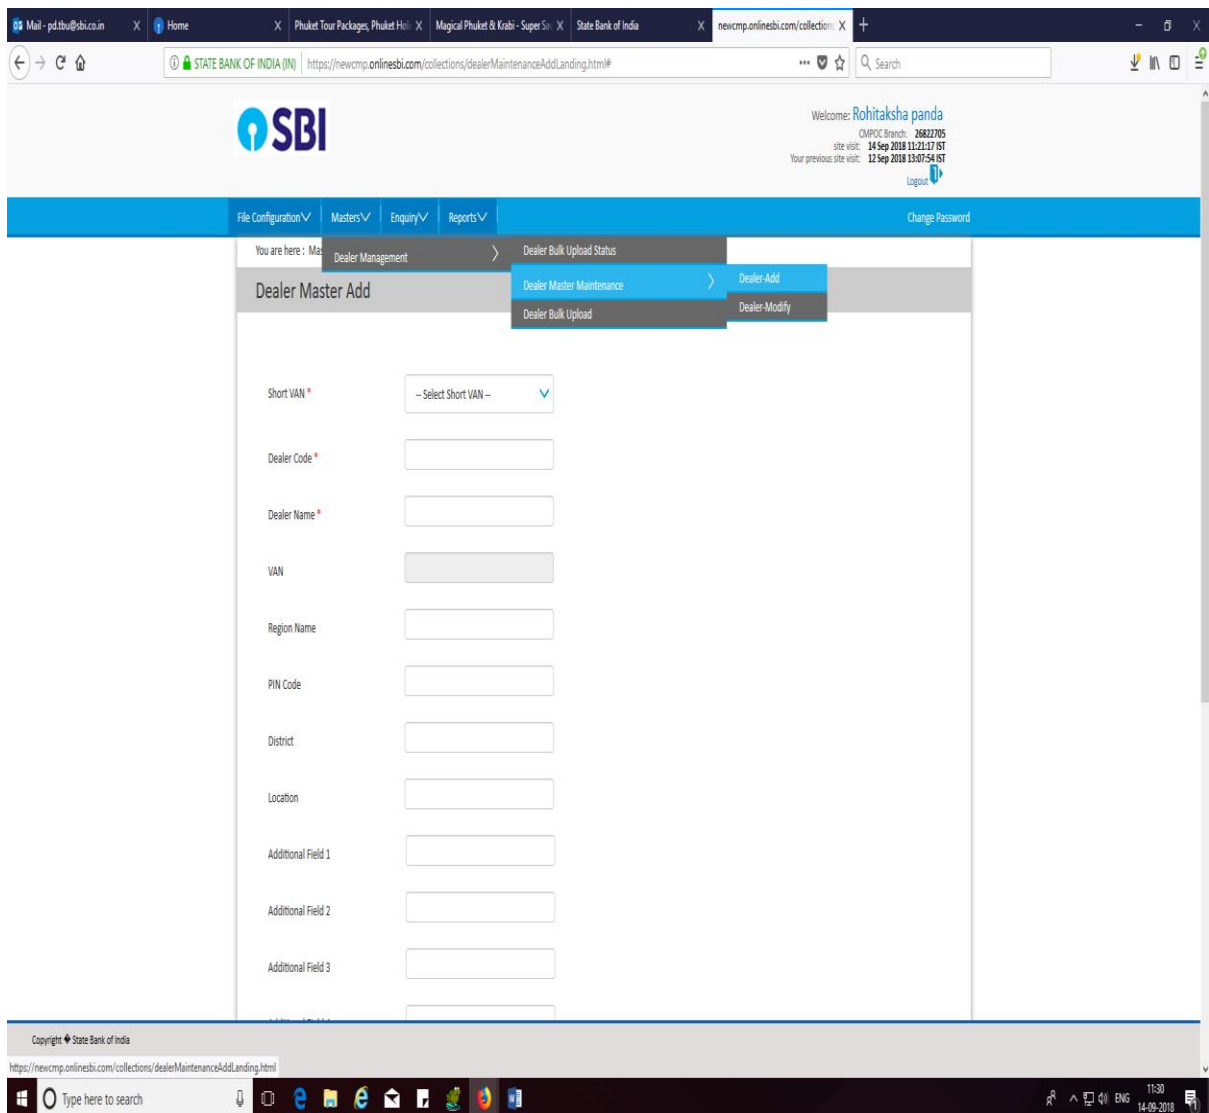 Mail - pd.tbu@sbi.co.in
Home
Phuket Tour Packages, Phuket Holi
Magical Phuket & Krabi - Super Sa
State Bank of India
newcmp.onlinesbi.com/collection
STATE BANK OF INDIA (IN)
https://newcmp.onlinesbi.com/collections/dealerMaintenanceAddLanding.html#
Search
SBI
Welcome: Rohitaksha panda
CMPOC Branch: 26822705
site visit: 14 Sep 2018 11:21:17 IST
Your previous site visit: 12 Sep 2018 13:07:54 IST
Logout
File Configuration Masters Enquiry Reports Change Password
You are here : Mas
Dealer Management
Dealer Bulk Upload Status
Dealer Master Add
Dealer Master Maintenance
Dealer-Add
Dealer Bulk Upload
Dealer-Modify
Short VAN *
-- Select Short VAN --
Dealer Code *
Dealer Name *
VAN
Region Name
PIN Code
District
Location
Additional Field 1
Additional Field 2
Additional Field 3
Copyright � State Bank of India
https://newcmp.onlinesbi.com/collections/dealerMaintenanceAddLanding.html
Type here to search
ENG
11:30
14-09-2018